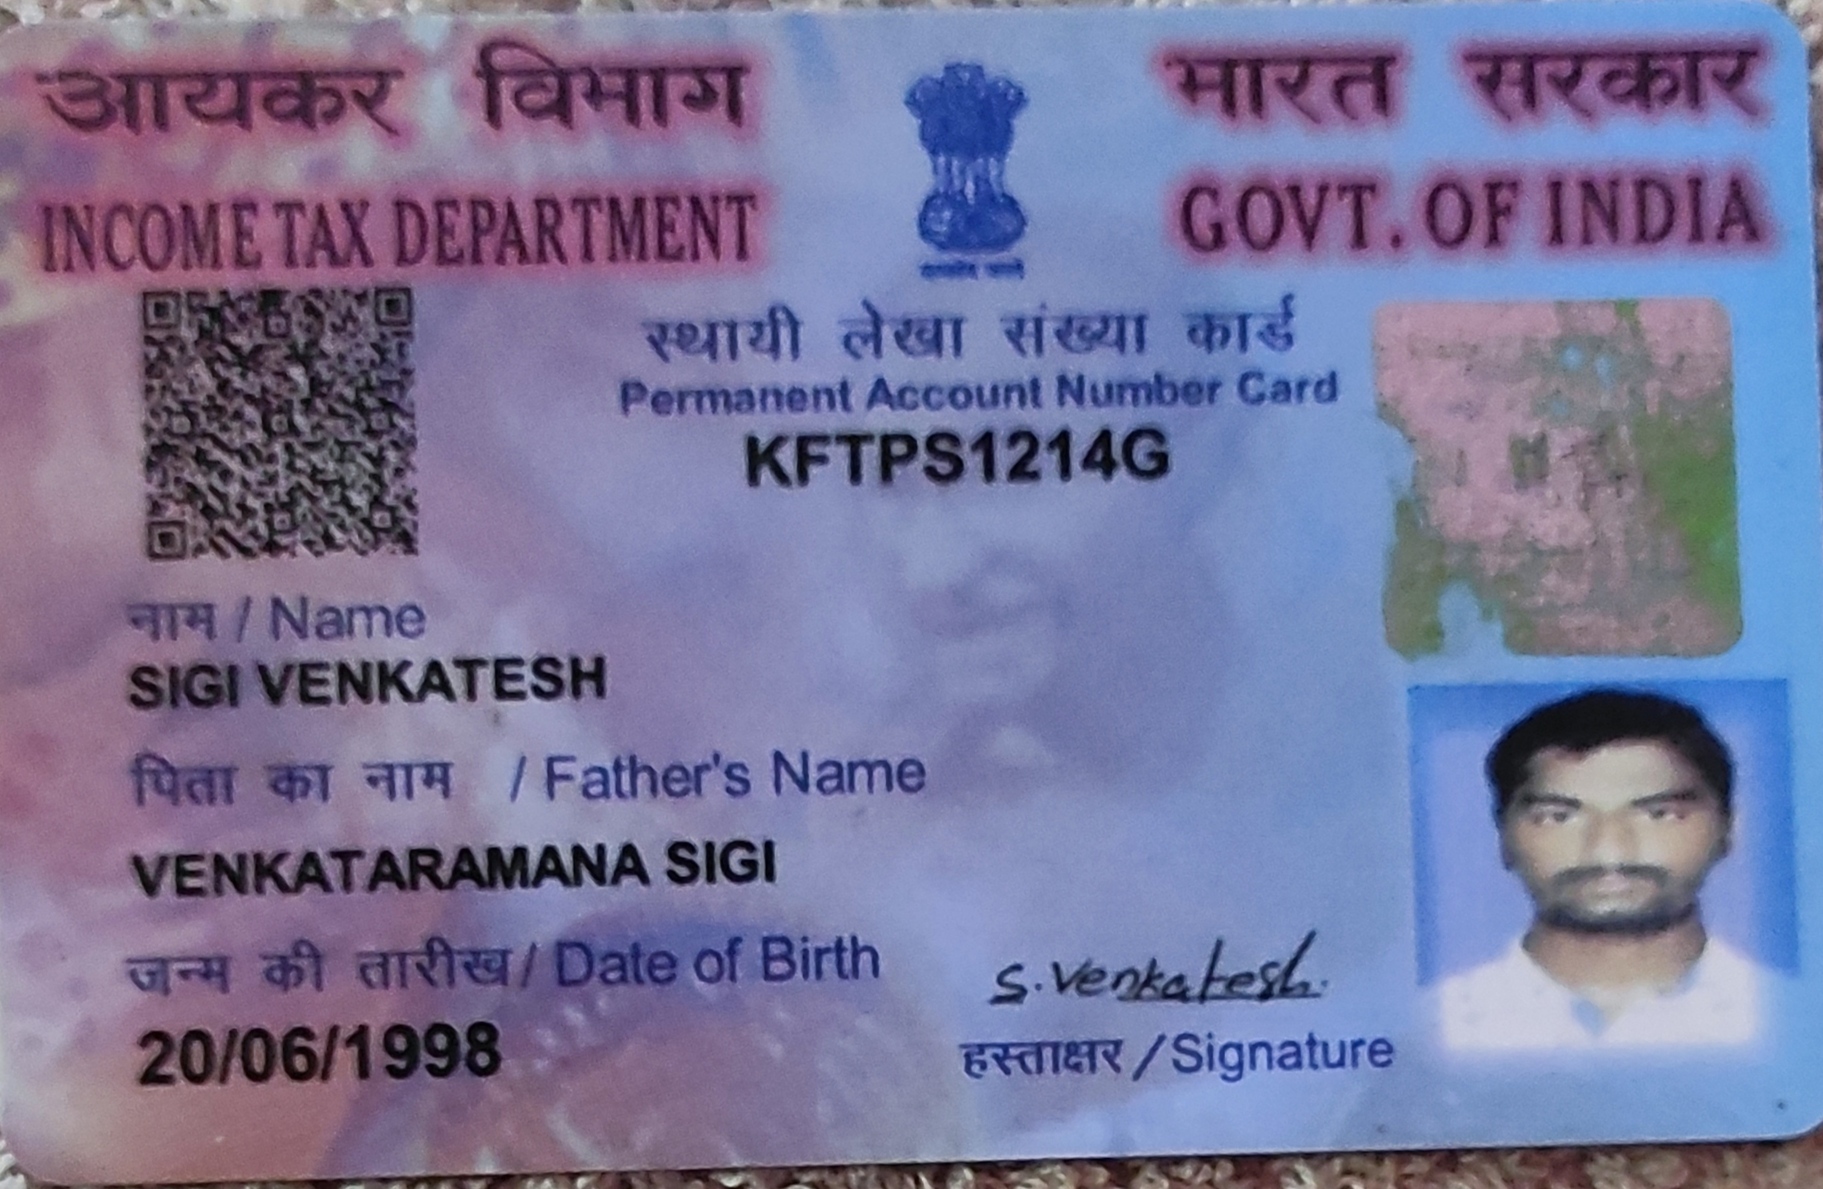 आयकर विभाग
INCOME TAX DEPARTMENT
भारत सरकार
GOVT. OF INDIA
स्थायी लेखा संख्या कार्ड
Permanent Account Number Card
KFTPS1214G
नाम / Name
SIGI VENKATESH
पिता का नाम / Father's Name
VENKATARAMANA SIGI
जन्म की तारीख / Date of Birth
20/06/1998
S. Venkatesh.
हस्ताक्षर / Signature